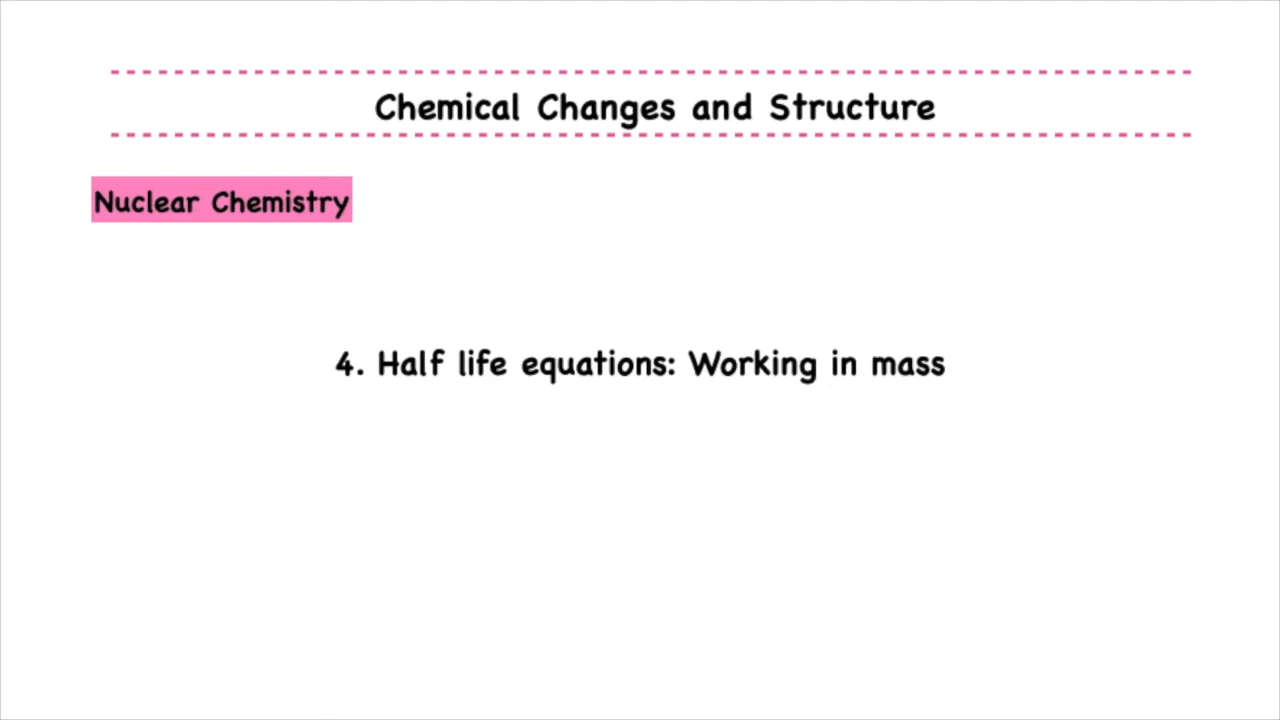 Chemical Changes and Structure
Nuclear Chemistry
4. Half life equations: Working in mass